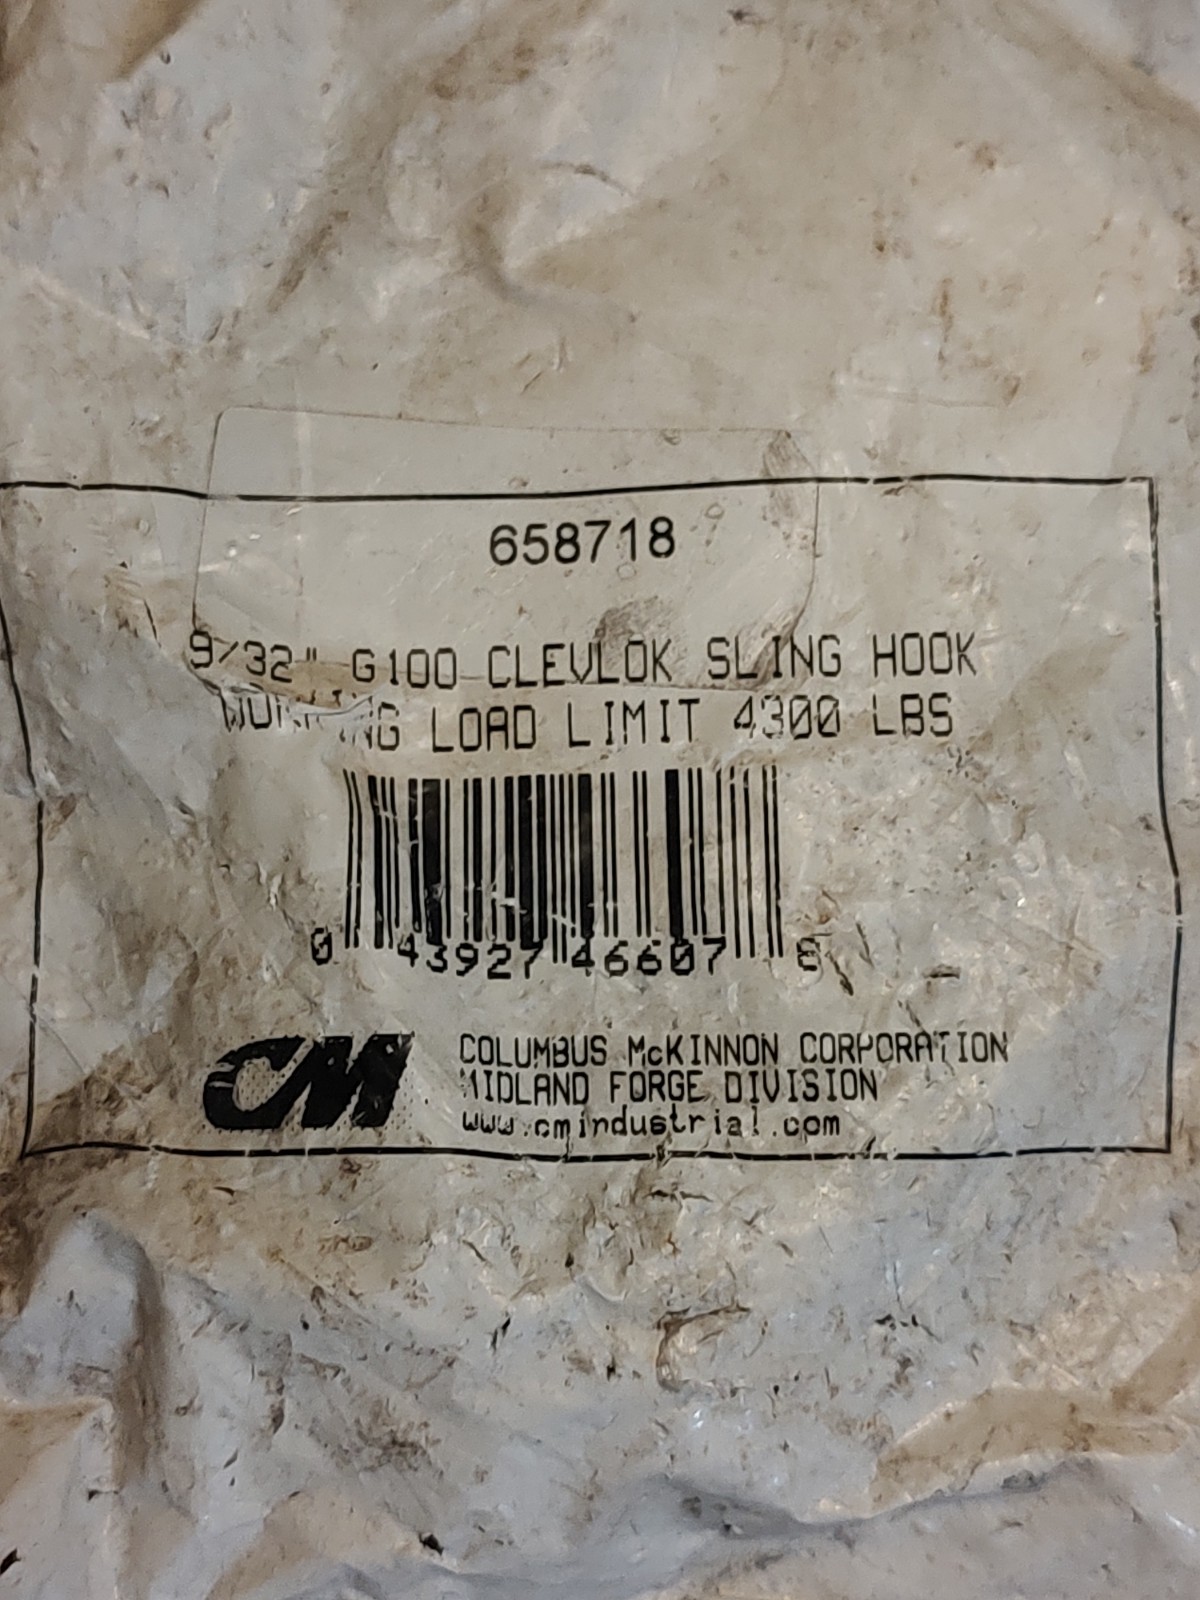 658718
9/32" G100 CLEVLOK SLING HOOK
WORKING LOAD LIMIT 4300 LBS
0 43927 46607 8
CM
COLUMBUS McKINNON CORPORATION
MIDLAND FORGE DIVISION
www.cmindustrial.com